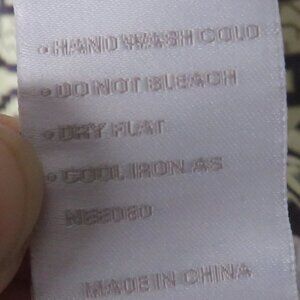 • HAND WASH COLD
• DO NOT BLEACH
• DRY FLAT
• COOL IRON AS
NEEDED
MADE IN CHINA